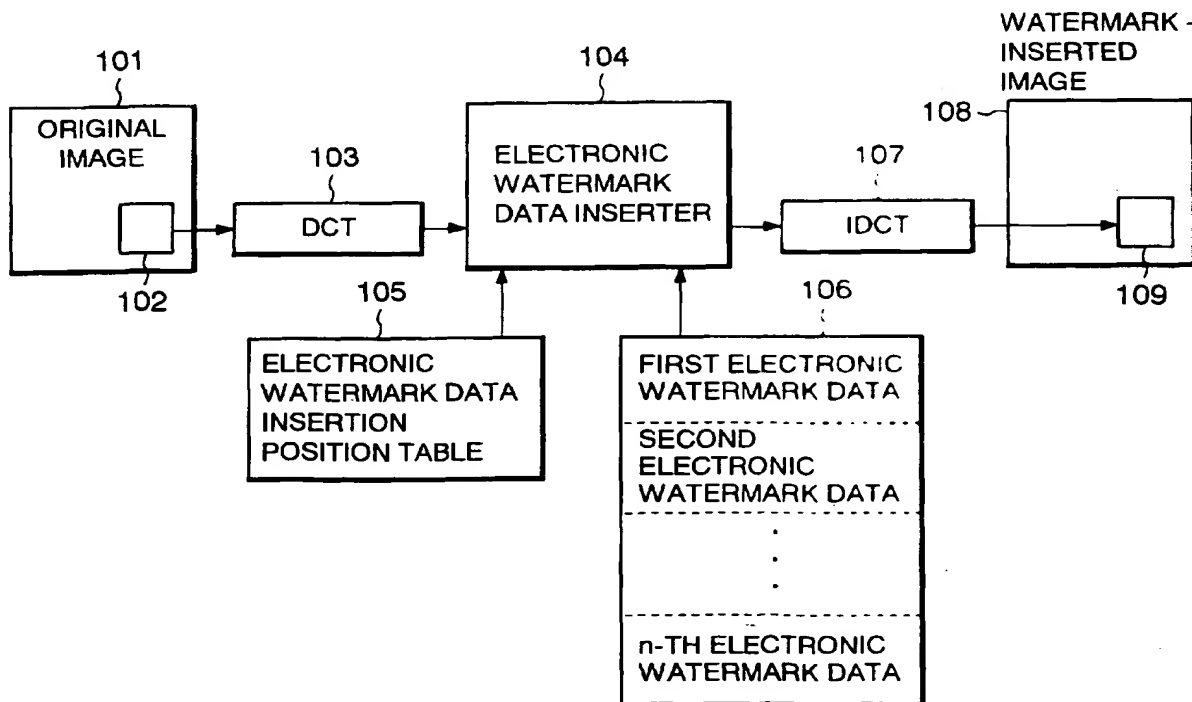 WATERMARK -
INSERTED
IMAGE
101
104
108
ORIGINAL
IMAGE
103
ELECTRONIC
WATERMARK
DATA INSERTER
107
DCT
IDCT
102
109
105
106
ELECTRONIC
WATERMARK DATA
INSERTION
POSITION TABLE
FIRST ELECTRONIC
WATERMARK DATA
SECOND
ELECTRONIC
WATERMARK DATA
.
.
.
n-TH ELECTRONIC
WATERMARK DATA